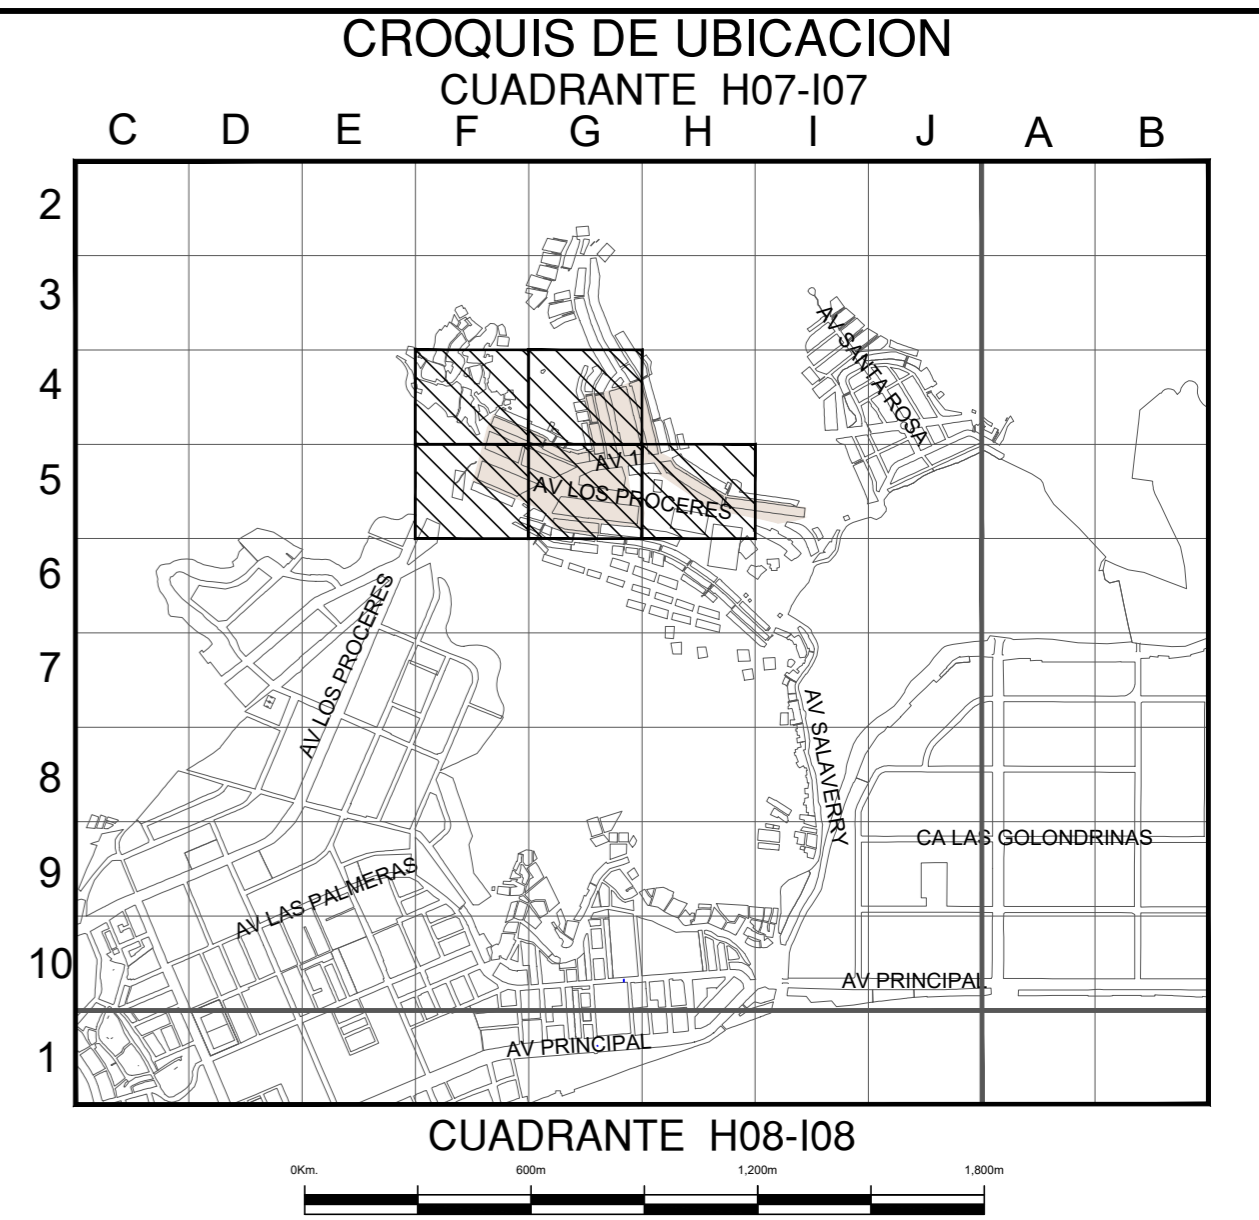 CROQUIS DE UBICACION
CUADRANTE H07-I07
C D E F G H I J A B
2
3
AV SANTA ROSA
4
AV 1
5
AV LOS PROCERES
6
AV LOS PROCERES
7
AV SALAVERRY
8
CA LAS GOLONDRINAS
9
AV LAS PALMERAS
10
AV PRINCIPAL
AV PRINCIPAL
1
CUADRANTE H08-I08
0Km. 600m 1,200m 1,800m